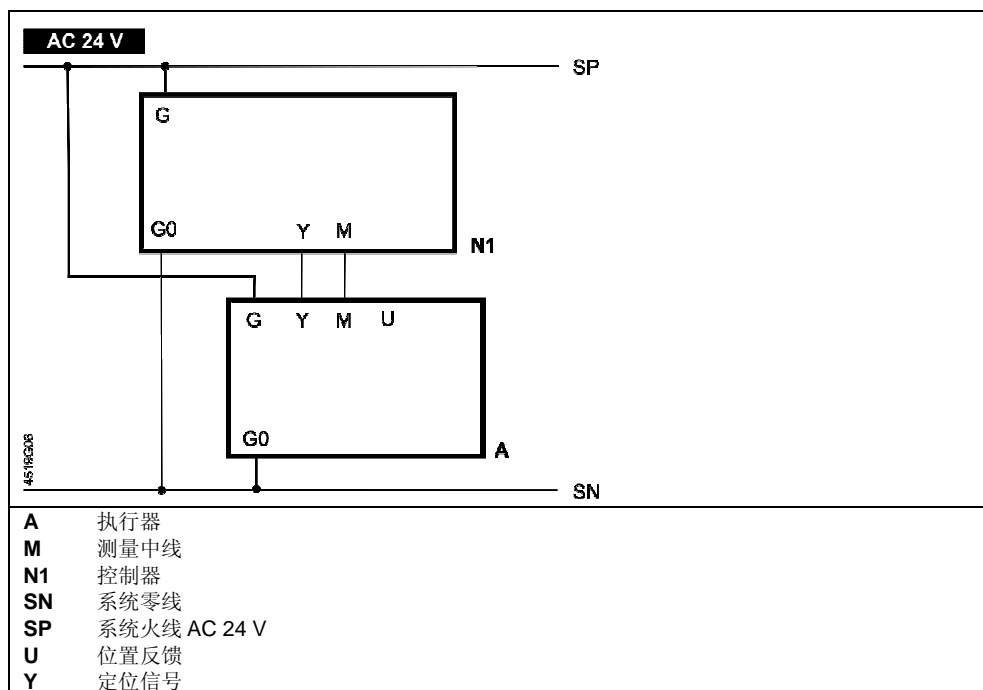 AC 24 V
SP
G
G0 Y M
N1
G Y M U
G0
A
4519G06
SN
A 执行器
M 测量中线
N1 控制器
SN 系统零线
SP 系统火线 AC 24 V
U 位置反馈
Y 定位信号